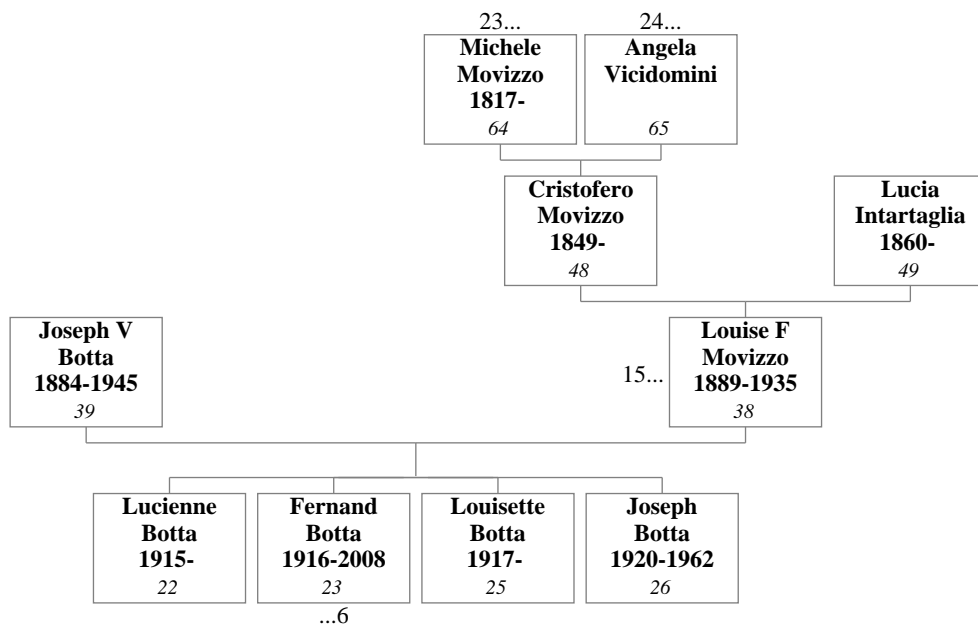 23...
Michele
Movizzo
1817-
64
24...
Angela
Vicidomini
65
Cristofero
Movizzo
1849-
48
Lucia
Intartaglia
1860-
49
Joseph V
Botta
1884-1945
39
15...
Louise F
Movizzo
1889-1935
38
Lucienne
Botta
1915-
22
Fernand
Botta
1916-2008
23
...6
Louisette
Botta
1917-
25
Joseph
Botta
1920-1962
26